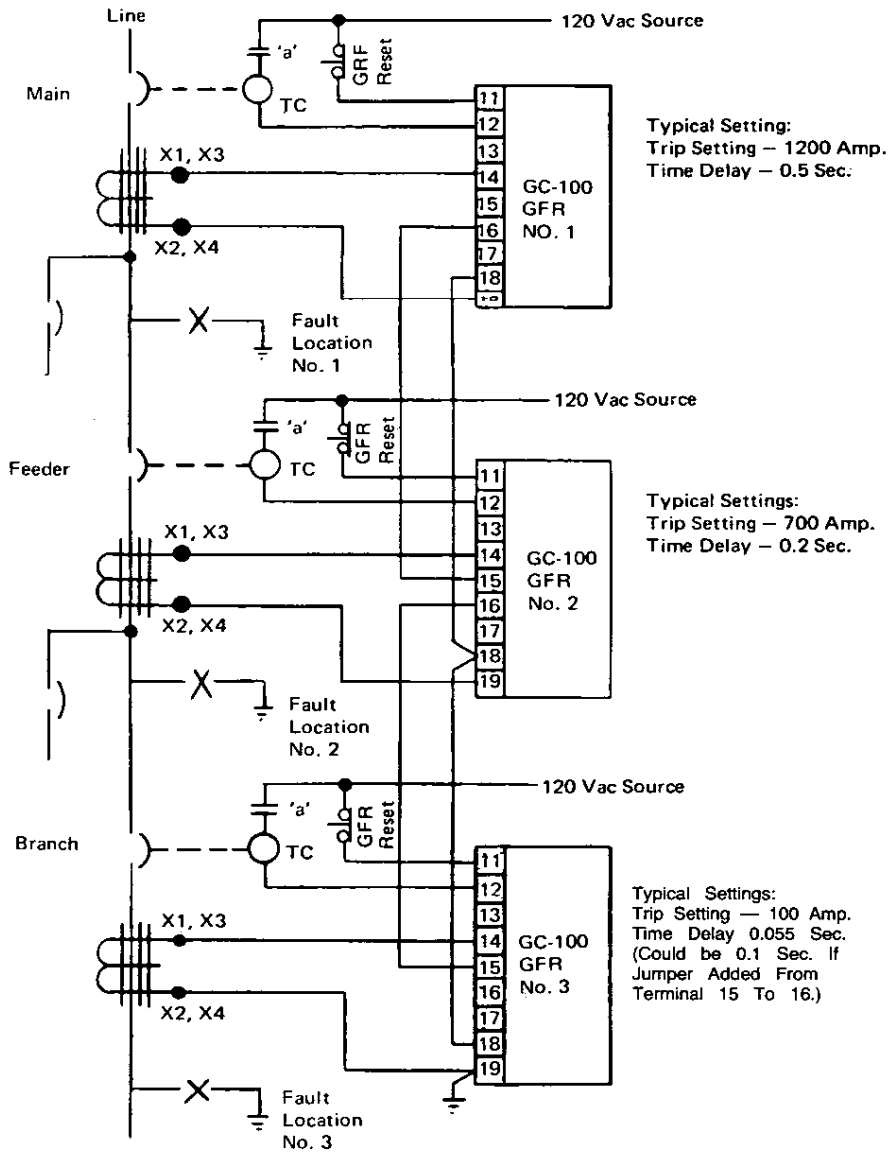 Line
120 Vac Source
'a'
GRF
Reset
Main
TC
11
12
13
14
15
16
17
18
GC-100
GFR
NO. 1
Typical Setting:
Trip Setting – 1200 Amp.
Time Delay – 0.5 Sec.
X1, X3
X2, X4
Fault
Location
No. 1
120 Vac Source
'a'
GFR
Reset
Feeder
TC
11
12
13
14
15
16
17
18
19
GC-100
GFR
No. 2
Typical Settings:
Trip Setting – 700 Amp.
Time Delay – 0.2 Sec.
X1, X3
X2, X4
Fault
Location
No. 2
120 Vac Source
'a'
GFR
Reset
Branch
TC
11
12
13
14
15
16
17
18
19
GC-100
GFR
No. 3
Typical Settings:
Trip Setting — 100 Amp.
Time Delay 0.055 Sec.
(Could be 0.1 Sec. If
Jumper Added From
Terminal 15 To 16.)
X1, X3
X2, X4
Fault
Location
No. 3